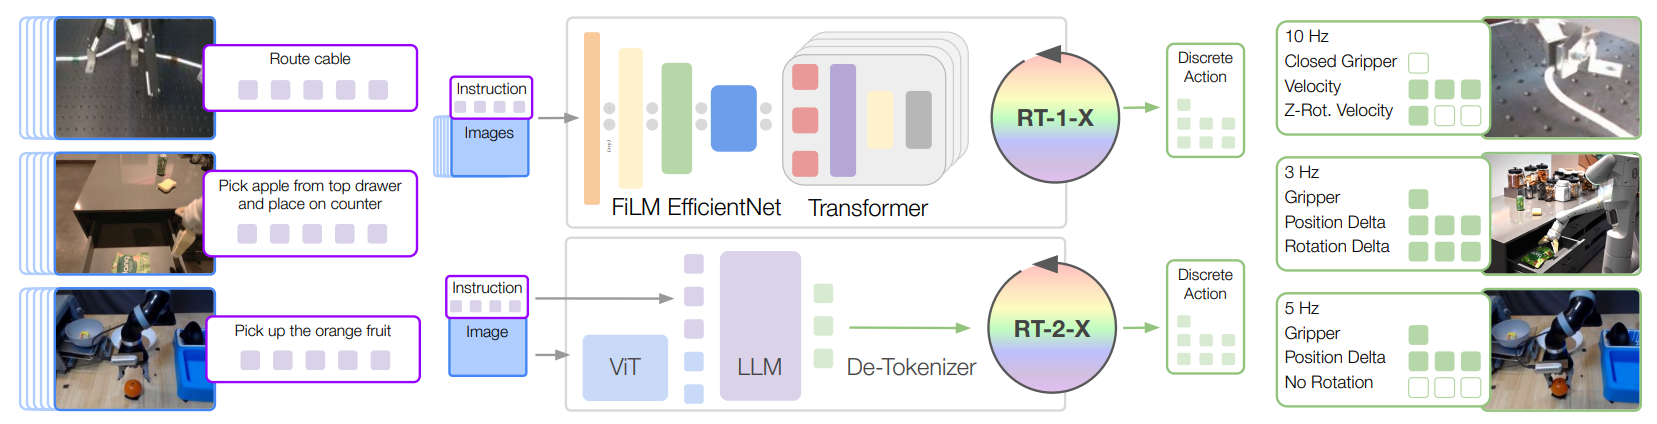 Route cable
Pick apple from top drawer
and place on counter
Pick up the orange fruit
Instruction
Images
FiLM EfficientNet
Transformer
RT-1-X
Discrete
Action
Instruction
Image
ViT
LLM
De-Tokenizer
RT-2-X
Discrete
Action
10 Hz
Closed Gripper
Velocity
Z-Rot. Velocity
3 Hz
Gripper
Position Delta
Rotation Delta
5 Hz
Gripper
Position Delta
No Rotation